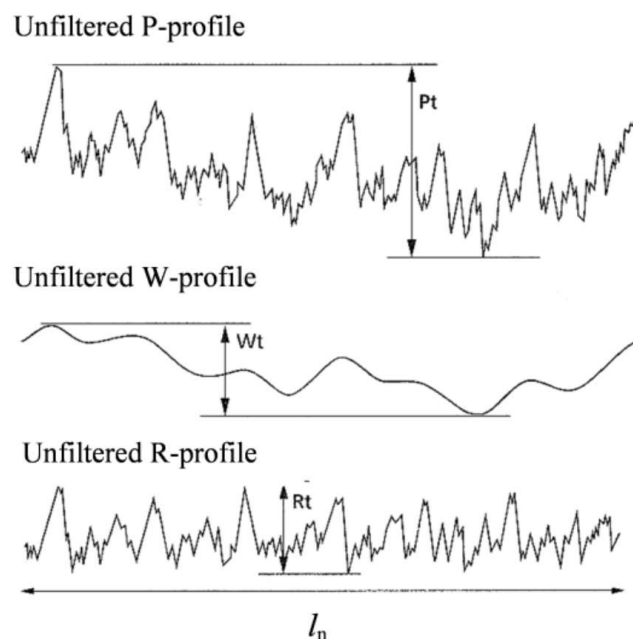 Unfiltered P-profile
Pt
Unfiltered W-profile
Wt
Unfiltered R-profile
Rt
lₙ